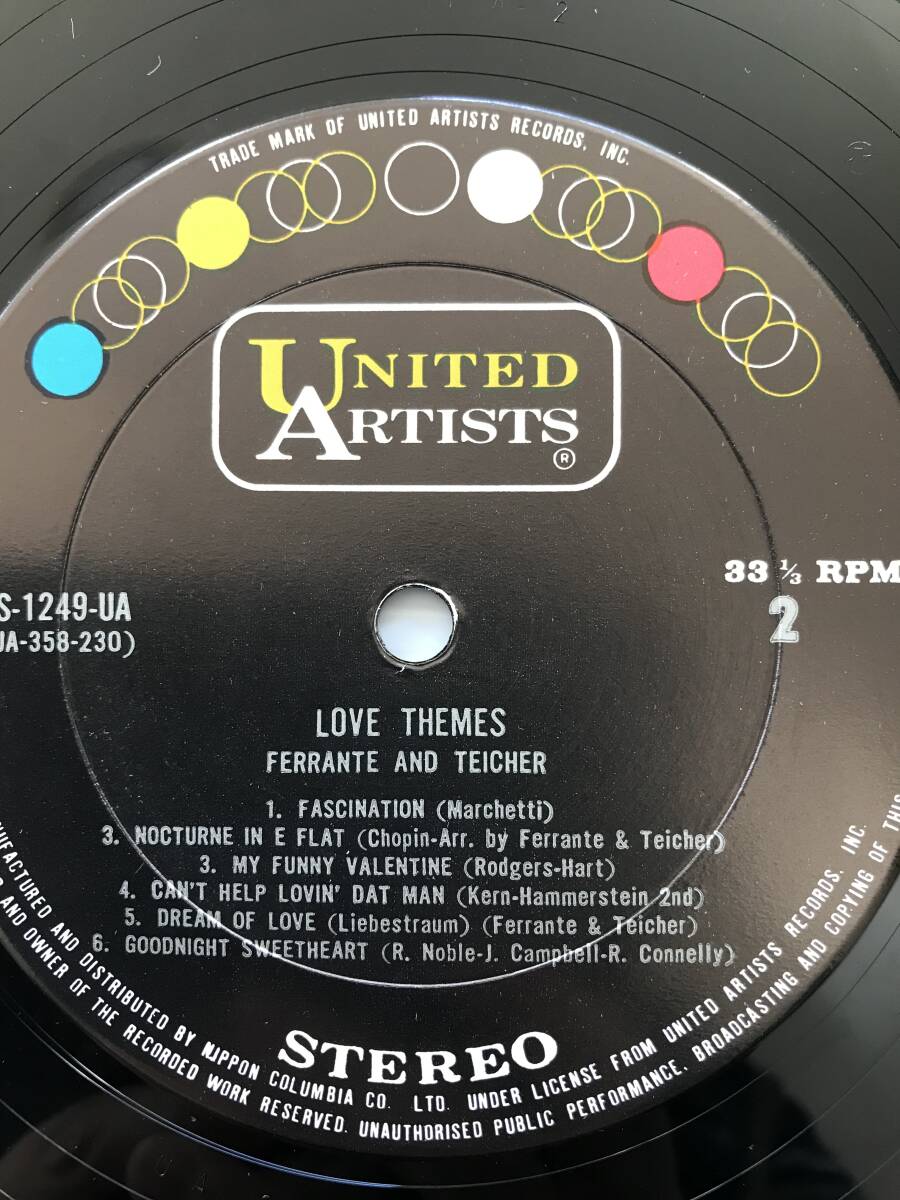 TRADE MARK OF UNITED ARTISTS RECORDS, INC.
UNITED
ARTISTS
®
33 ⅓ RPM
2
S-1249-UA
UA-358-230)
LOVE THEMES
FERRANTE AND TEICHER
1. FASCINATION (Marchetti)
3. NOCTURNE IN E FLAT (Chopin-Arr. by Ferrante & Teicher)
3. MY FUNNY VALENTINE (Rodgers-Hart)
4. CAN'T HELP LOVIN' DAT MAN (Kern-Hammerstein 2nd)
5. DREAM OF LOVE (Liebestraum) (Ferrante & Teicher)
6. GOODNIGHT SWEETHEART (R. Noble-J. Campbell-R. Connelly)
STEREO
NUFACTURED AND DISTRIBUTED BY NIPPON COLUMBIA CO. LTD. UNDER LICENSE FROM UNITED ARTISTS RECORDS, INC.
AND OWNER OF THE RECORDED WORK RESERVED. UNAUTHORISED PUBLIC PERFORMANCE, BROADCASTING AND COPYING OF THIS